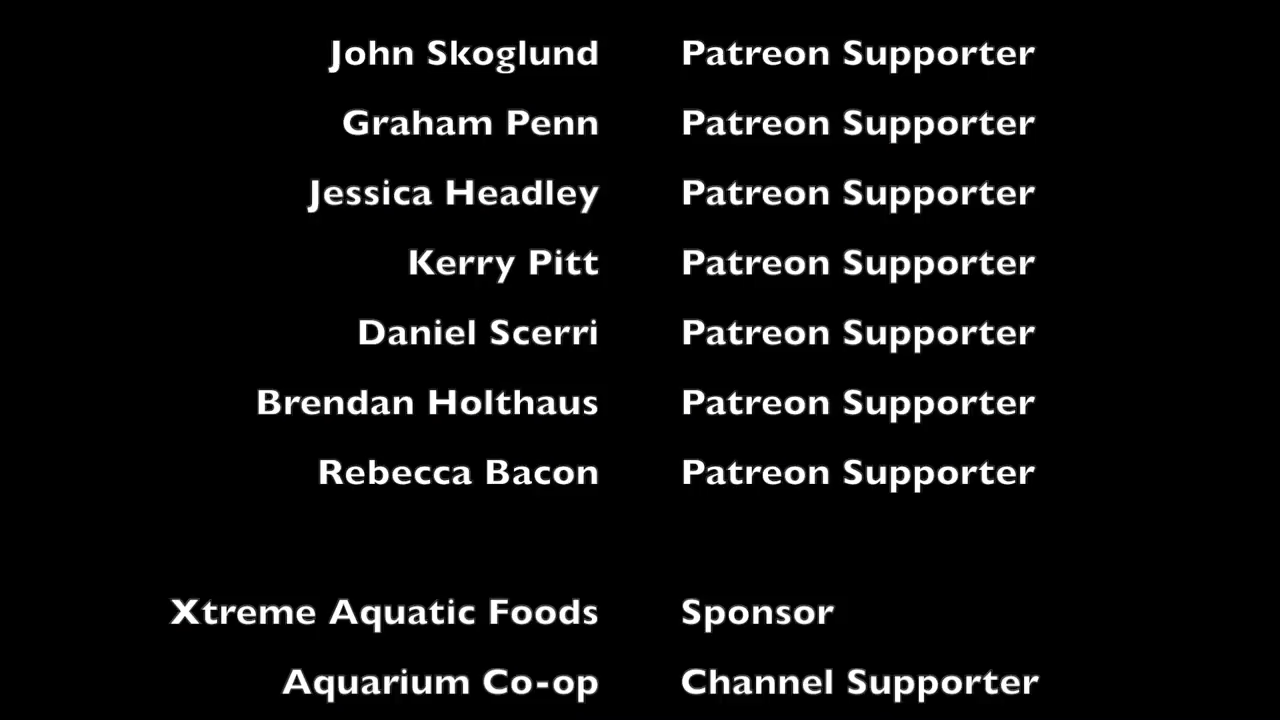 John Skoglund Patreon Supporter
Graham Penn Patreon Supporter
Jessica Headley Patreon Supporter
Kerry Pitt Patreon Supporter
Daniel Scerri Patreon Supporter
Brendan Holthaus Patreon Supporter
Rebecca Bacon Patreon Supporter
Xtreme Aquatic Foods Sponsor
Aquarium Co-op Channel Supporter